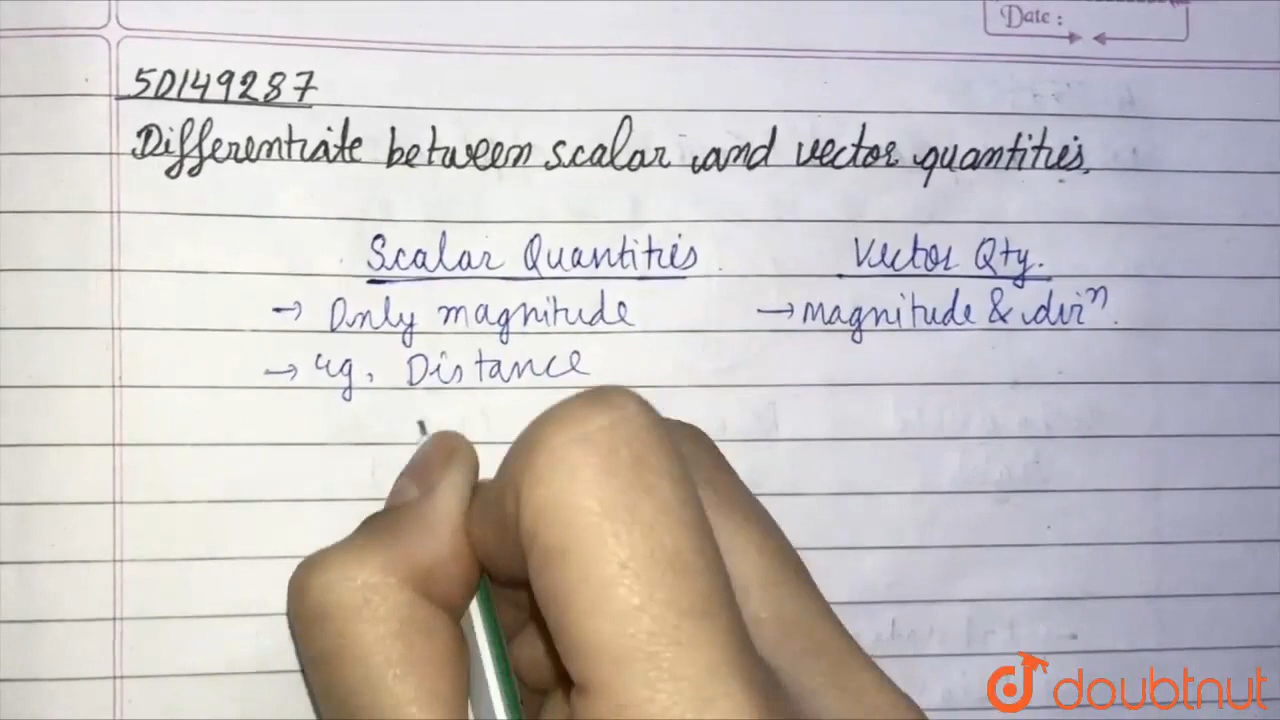 Date :
50149287
Differentiate between scalar and vector quantities.
Scalar Quantities Vector Qty.
→ Only magnitude → magnitude & dirⁿ.
→ eg, Distance
doubtnut